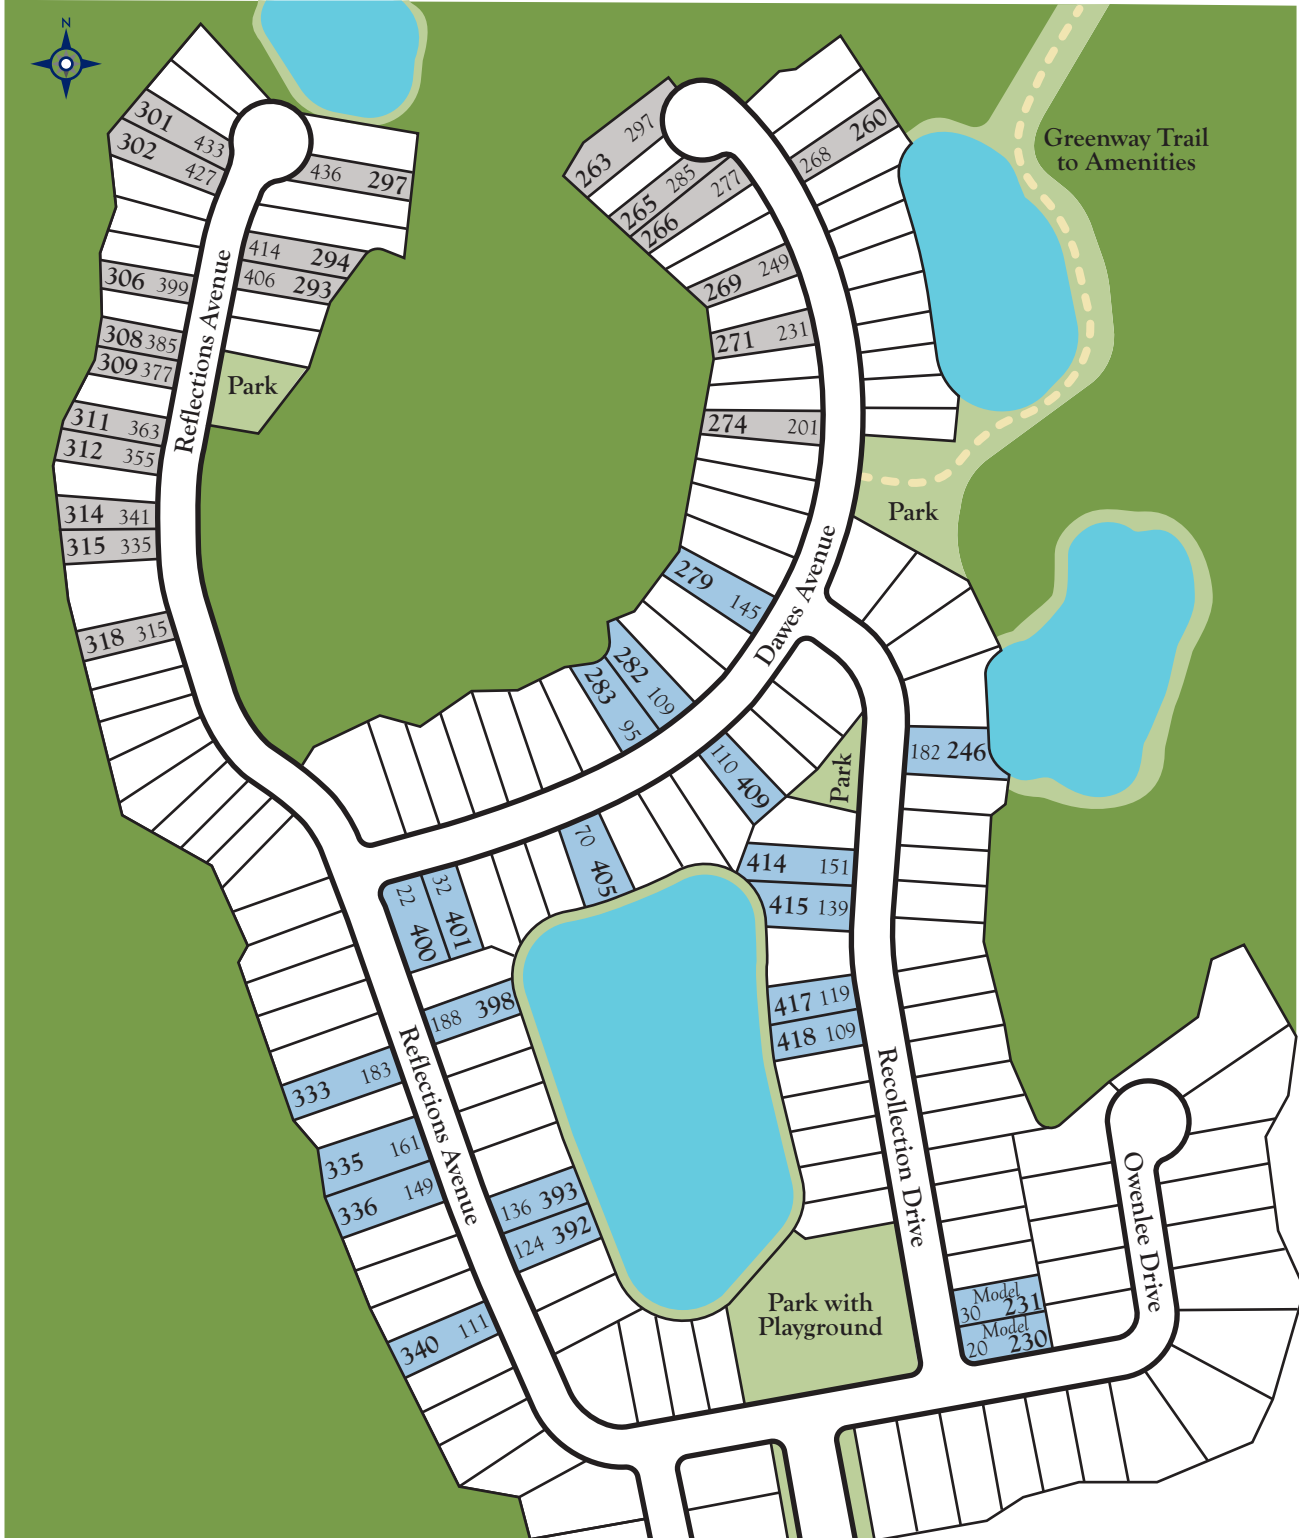 N
301 433
302 427
436 297
414 294
406 293
306 399
308 385
309 377
311 363
312 355
314 341
315 335
318 315
Reflections Avenue
Park
263 297
265 285
266 277
268 260
269 249
271 231
274 201
279 145
282 109
283 95
Dawes Avenue
Greenway Trail
to Amenities
Park
182 246
Park
110 409
70 405
32 401
22 400
414 151
415 139
417 119
418 109
188 398
333 183
335 161
336 149
340 111
136 393
124 392
Reflections Avenue
Recollection Drive
Owenlee Drive
Park with
Playground
Model
30 231
Model
20 230